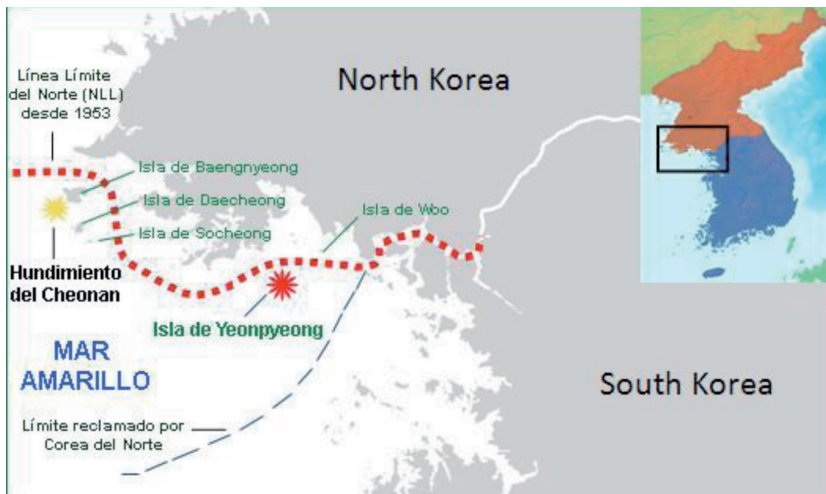 North Korea
Línea Límite
del Norte (NLL)
desde 1953
Isla de Baengnyeong
Isla de Daecheong
Isla de Woo
Isla de Socheong
Hundimiento
del Cheonan
Isla de Yeonpyeong
MAR
AMARILLO
South Korea
Límite reclamado por
Corea del Norte